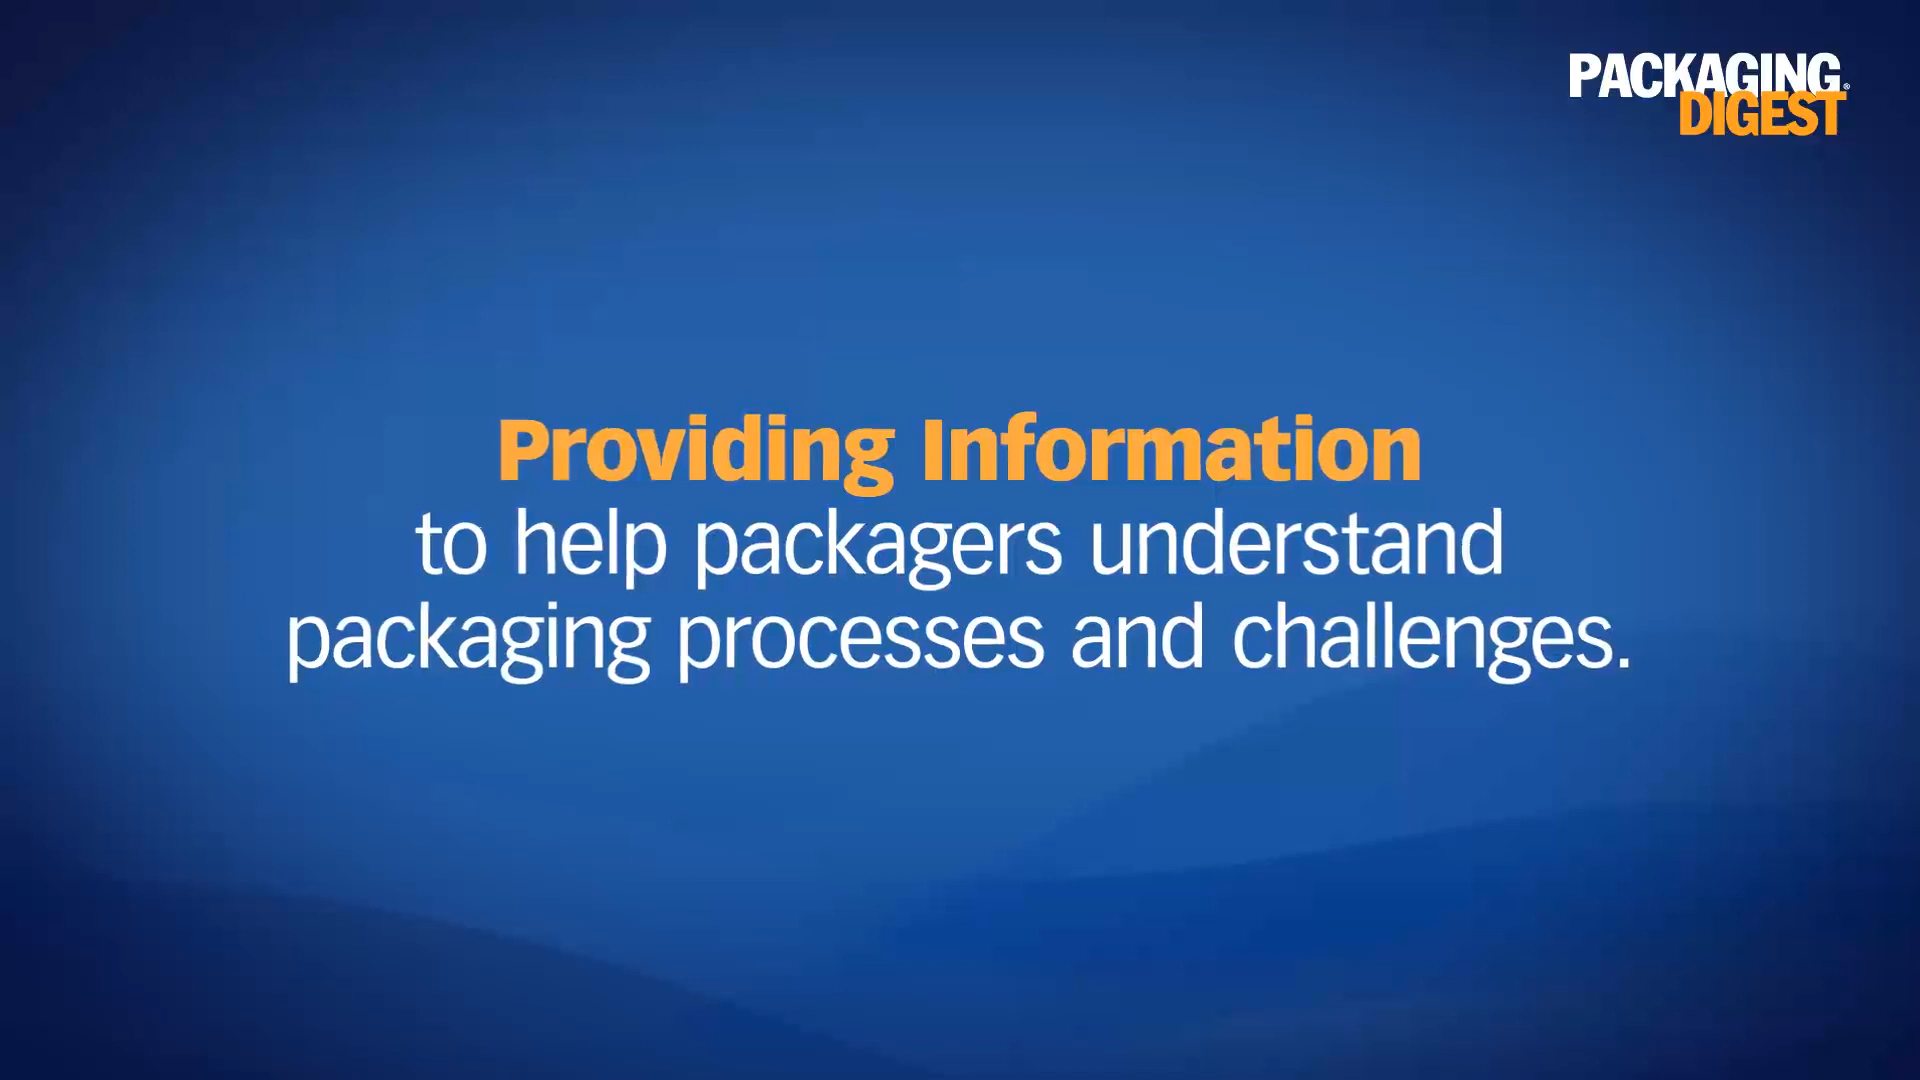 PACKAGING®
DIGEST
Providing Information
to help packagers understand
packaging processes and challenges.